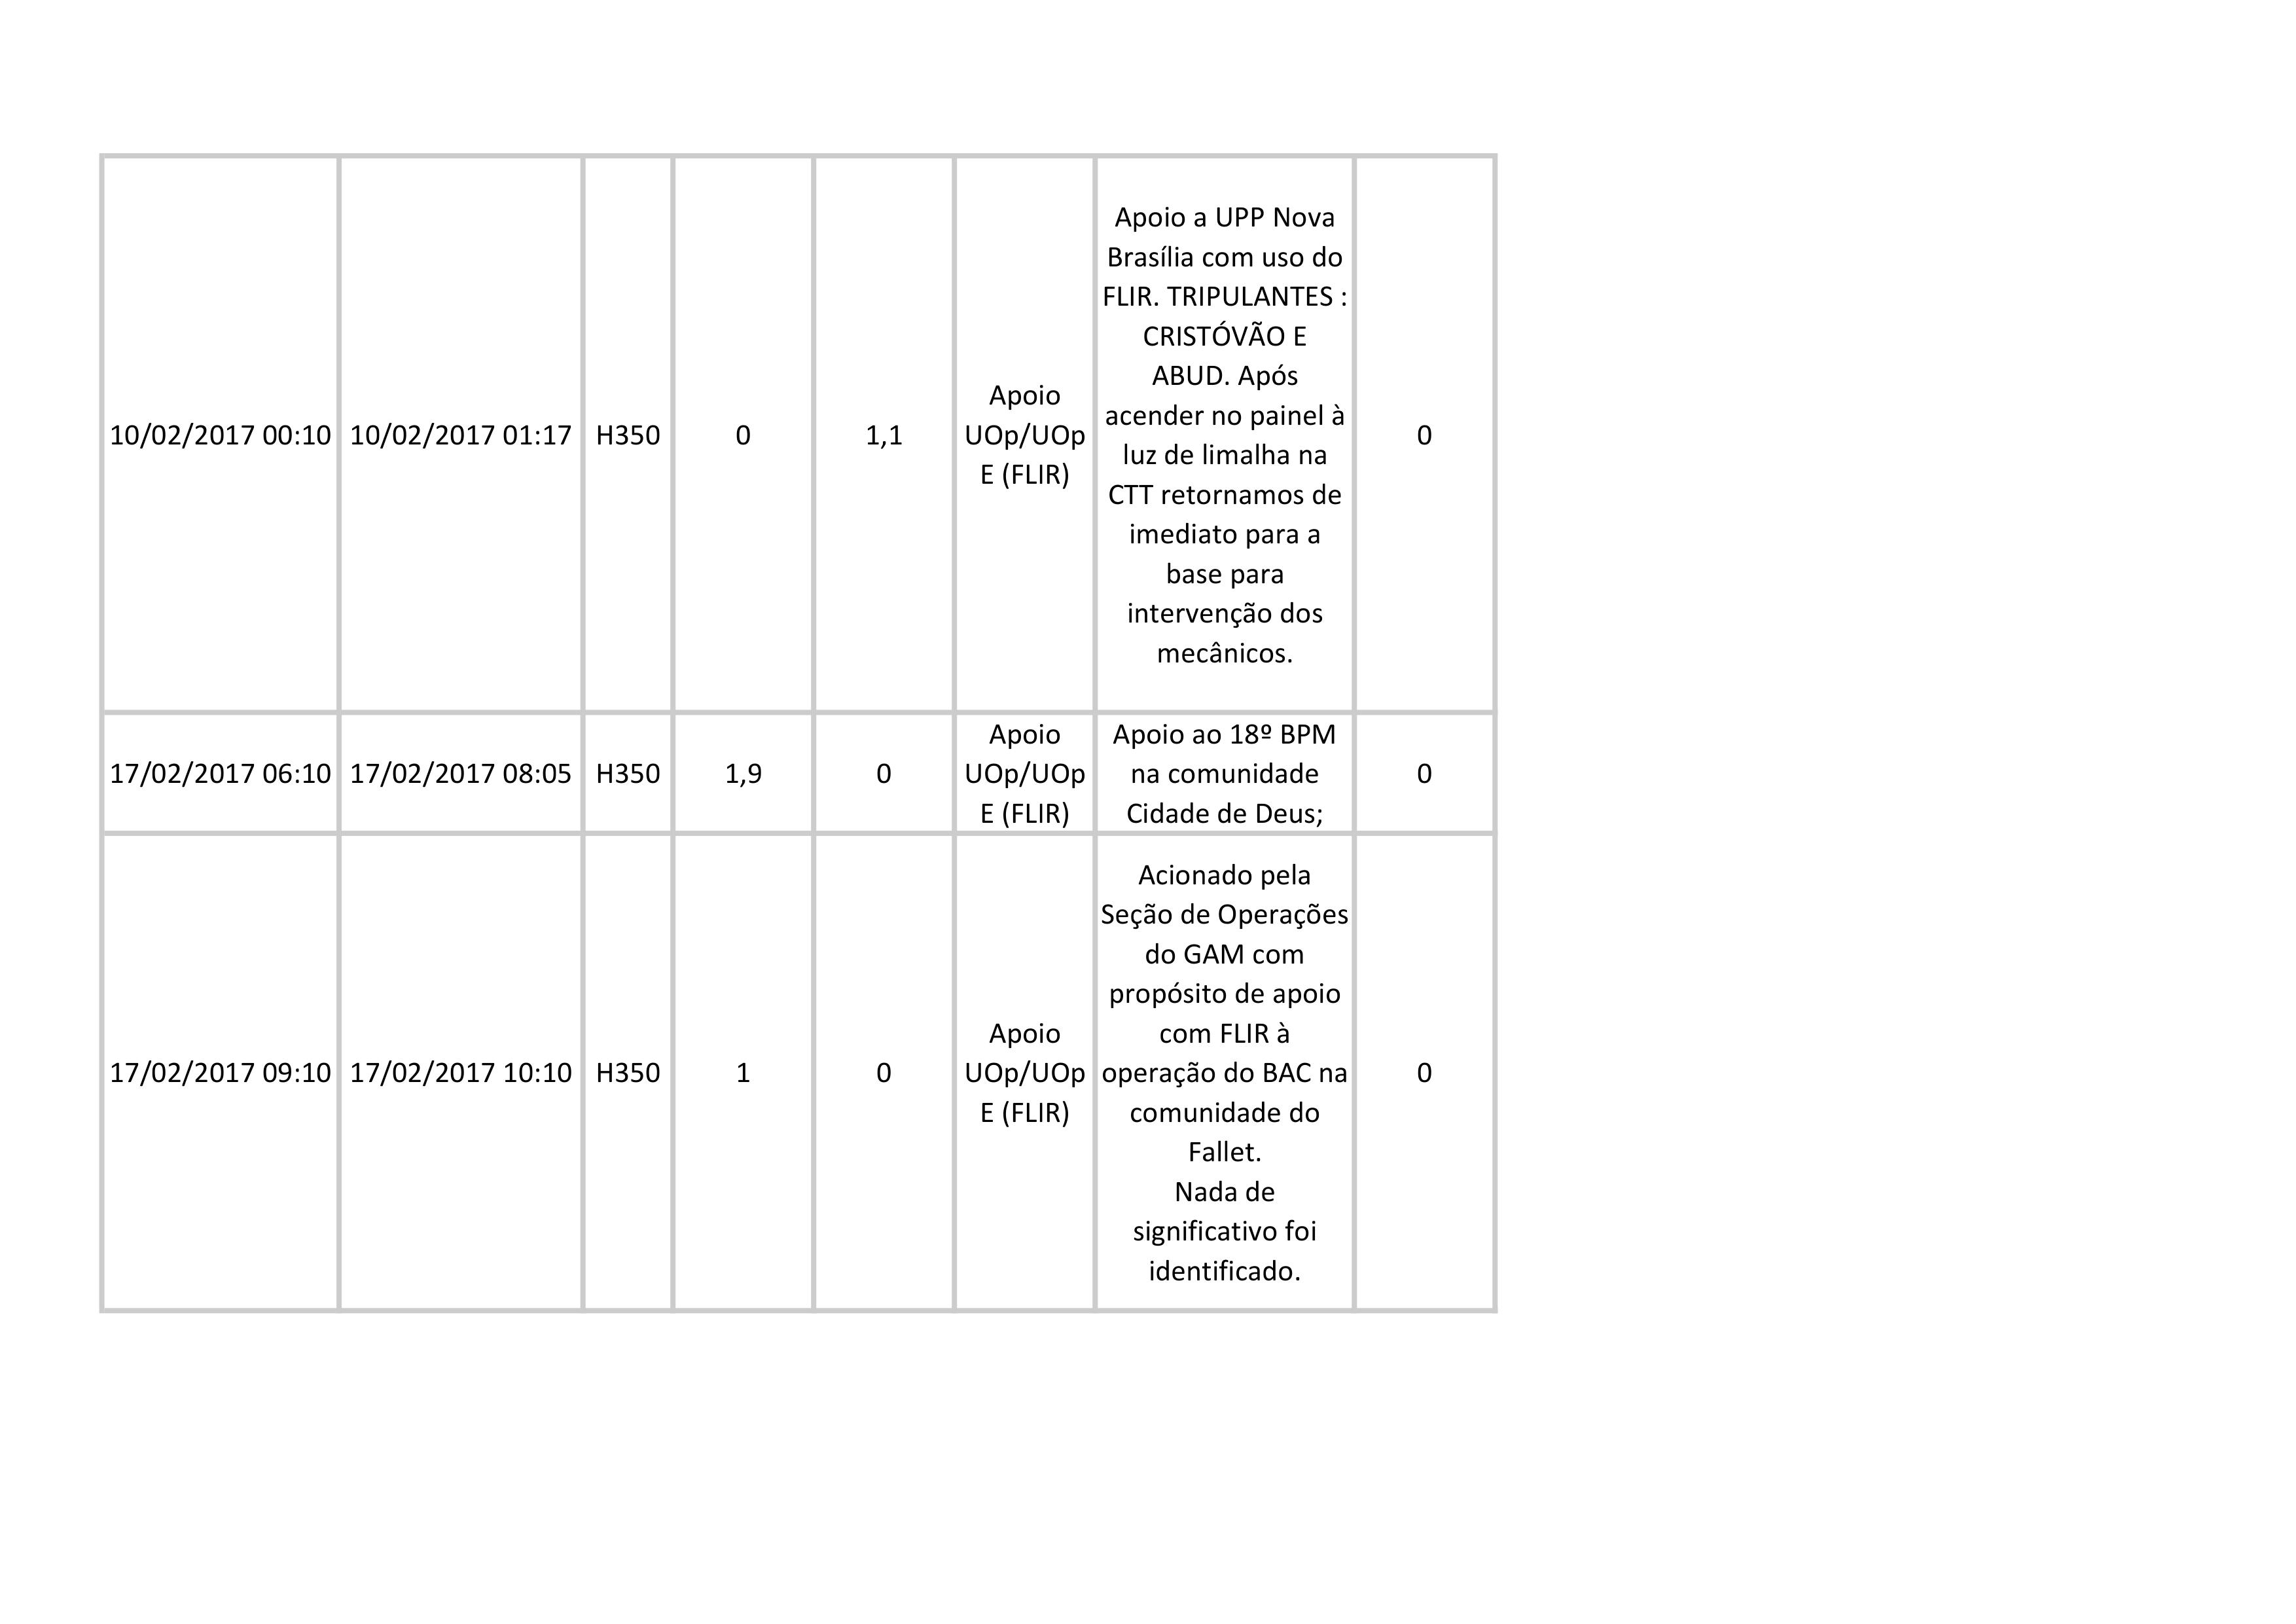 10/02/2017 00:10
10/02/2017 01:17
H350
0
1,1
Apoio
UOp/UOp
E (FLIR)
Apoio a UPP Nova
Brasília com uso do
FLIR. TRIPULANTES :
CRISTÓVÃO E
ABUD. Após
acender no painel à
luz de limalha na
CTT retornamos de
imediato para a
base para
intervenção dos
mecânicos.
0
17/02/2017 06:10
17/02/2017 08:05
H350
1,9
0
Apoio
UOp/UOp
E (FLIR)
Apoio ao 18º BPM
na comunidade
Cidade de Deus;
0
17/02/2017 09:10
17/02/2017 10:10
H350
1
0
Apoio
UOp/UOp
E (FLIR)
Acionado pela
Seção de Operações
do GAM com
propósito de apoio
com FLIR à
operação do BAC na
comunidade do
Fallet.
Nada de
significativo foi
identificado.
0